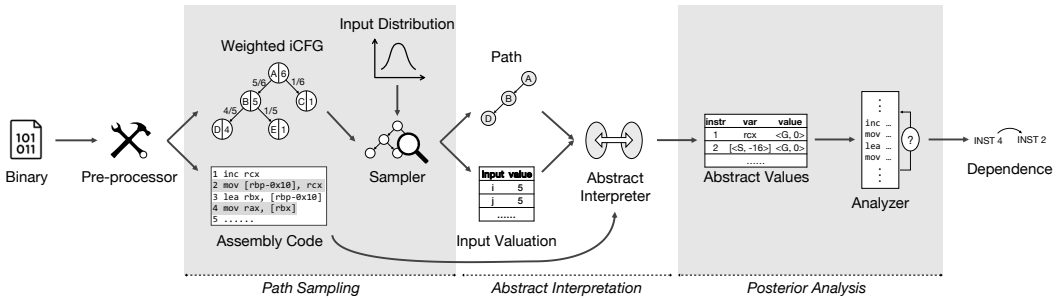 Input Distribution
Weighted iCFG
A 6
5/6 1/6
B 5
C 1
4/5 1/5
D 4
E 1
Path
A
B
D
101
011
Binary
Pre-processor
Sampler
1 inc rcx
2 mov [rbp-0x10], rcx
3 lea rbx, [rbp-0x10]
4 mov rax, [rbx]
5 ......
Assembly Code
Input value
i 5
j 5
......
Input Valuation
Abstract
Interpreter
instr var value
1 rcx <G, 0>
2 [<S, -16>] <G, 0>
......
Abstract Values
inc …
mov …
lea …
mov …
?
Analyzer
INST 4 INST 2
Dependence
Path Sampling
Abstract Interpretation
Posterior Analysis